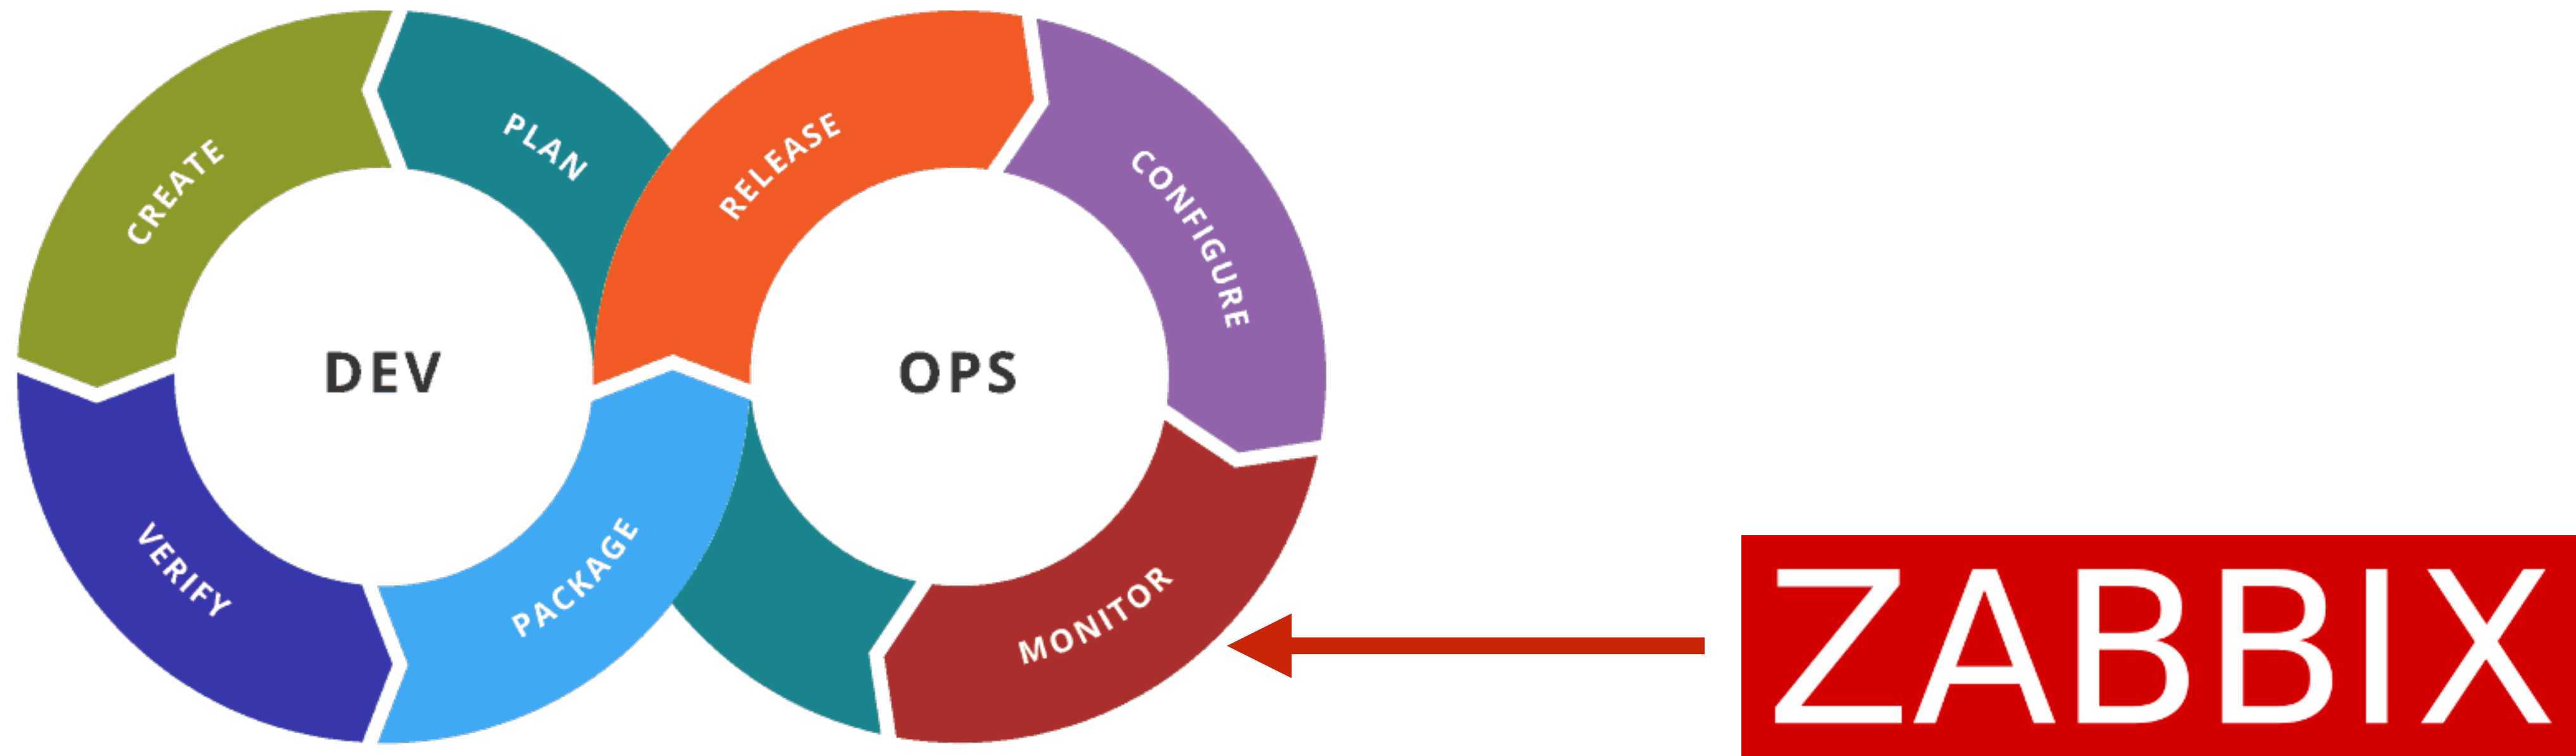 PLAN
CREATE
RELEASE
CONFIGURE
DEV
OPS
VERIFY
PACKAGE
MONITOR
ZABBIX